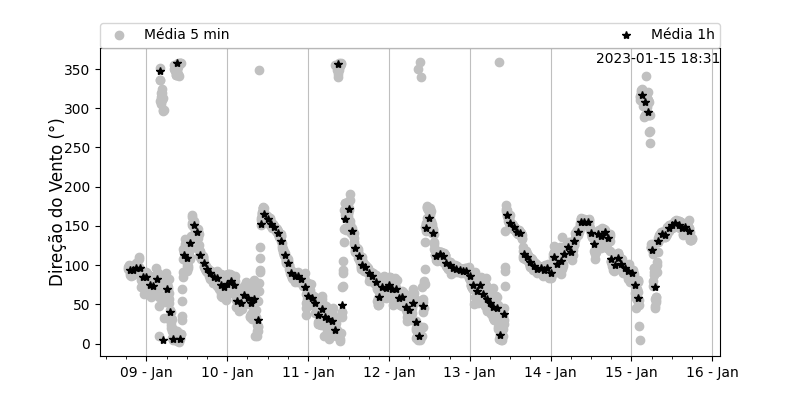 Média 5 min
Média 1h
2023-01-15 18:31
Direção do Vento (°)
350
300
250
200
150
100
50
0
09 - Jan
10 - Jan
11 - Jan
12 - Jan
13 - Jan
14 - Jan
15 - Jan
16 - Jan